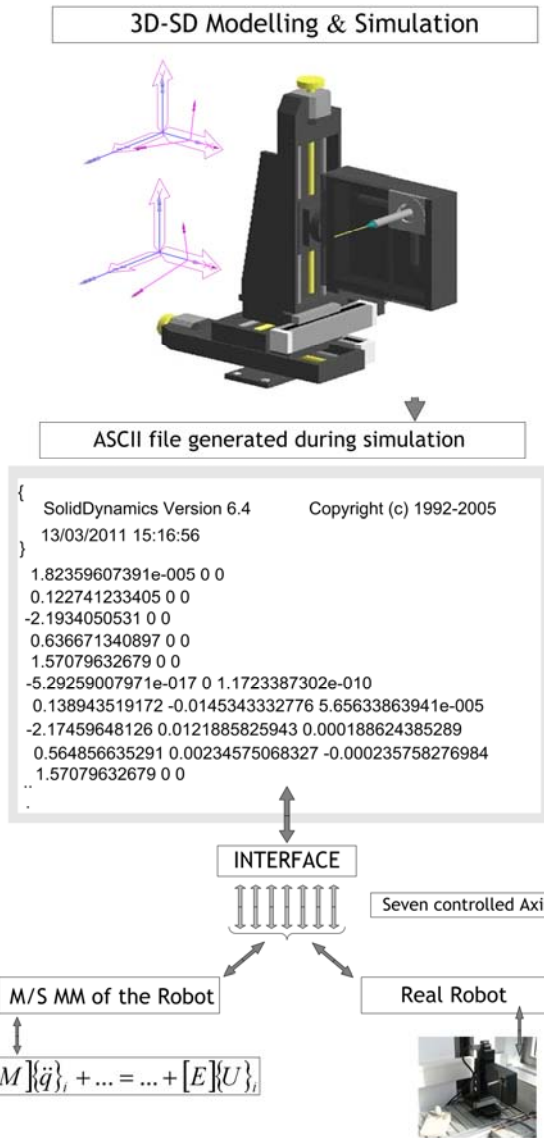 3D-SD Modelling & Simulation
ASCII file generated during simulation
{
SolidDynamics Version 6.4 Copyright (c) 1992-2005
13/03/2011 15:16:56
}
1.82359607391e-005 0 0
0.122741233405 0 0
-2.1934050531 0 0
0.636671340897 0 0
1.57079632679 0 0
-5.29259007971e-017 0 1.1723387302e-010
0.138943519172 -0.0145343332776 5.65633863941e-005
-2.17459648126 0.0121885825943 0.000188624385289
0.564856635291 0.00234575068327 -0.000235758276984
1.57079632679 0 0
..
.
INTERFACE
Seven controlled Axi
M/S MM of the Robot
Real Robot
M]{q̈}ᵢ + ... = ... + [E]{U}ᵢ